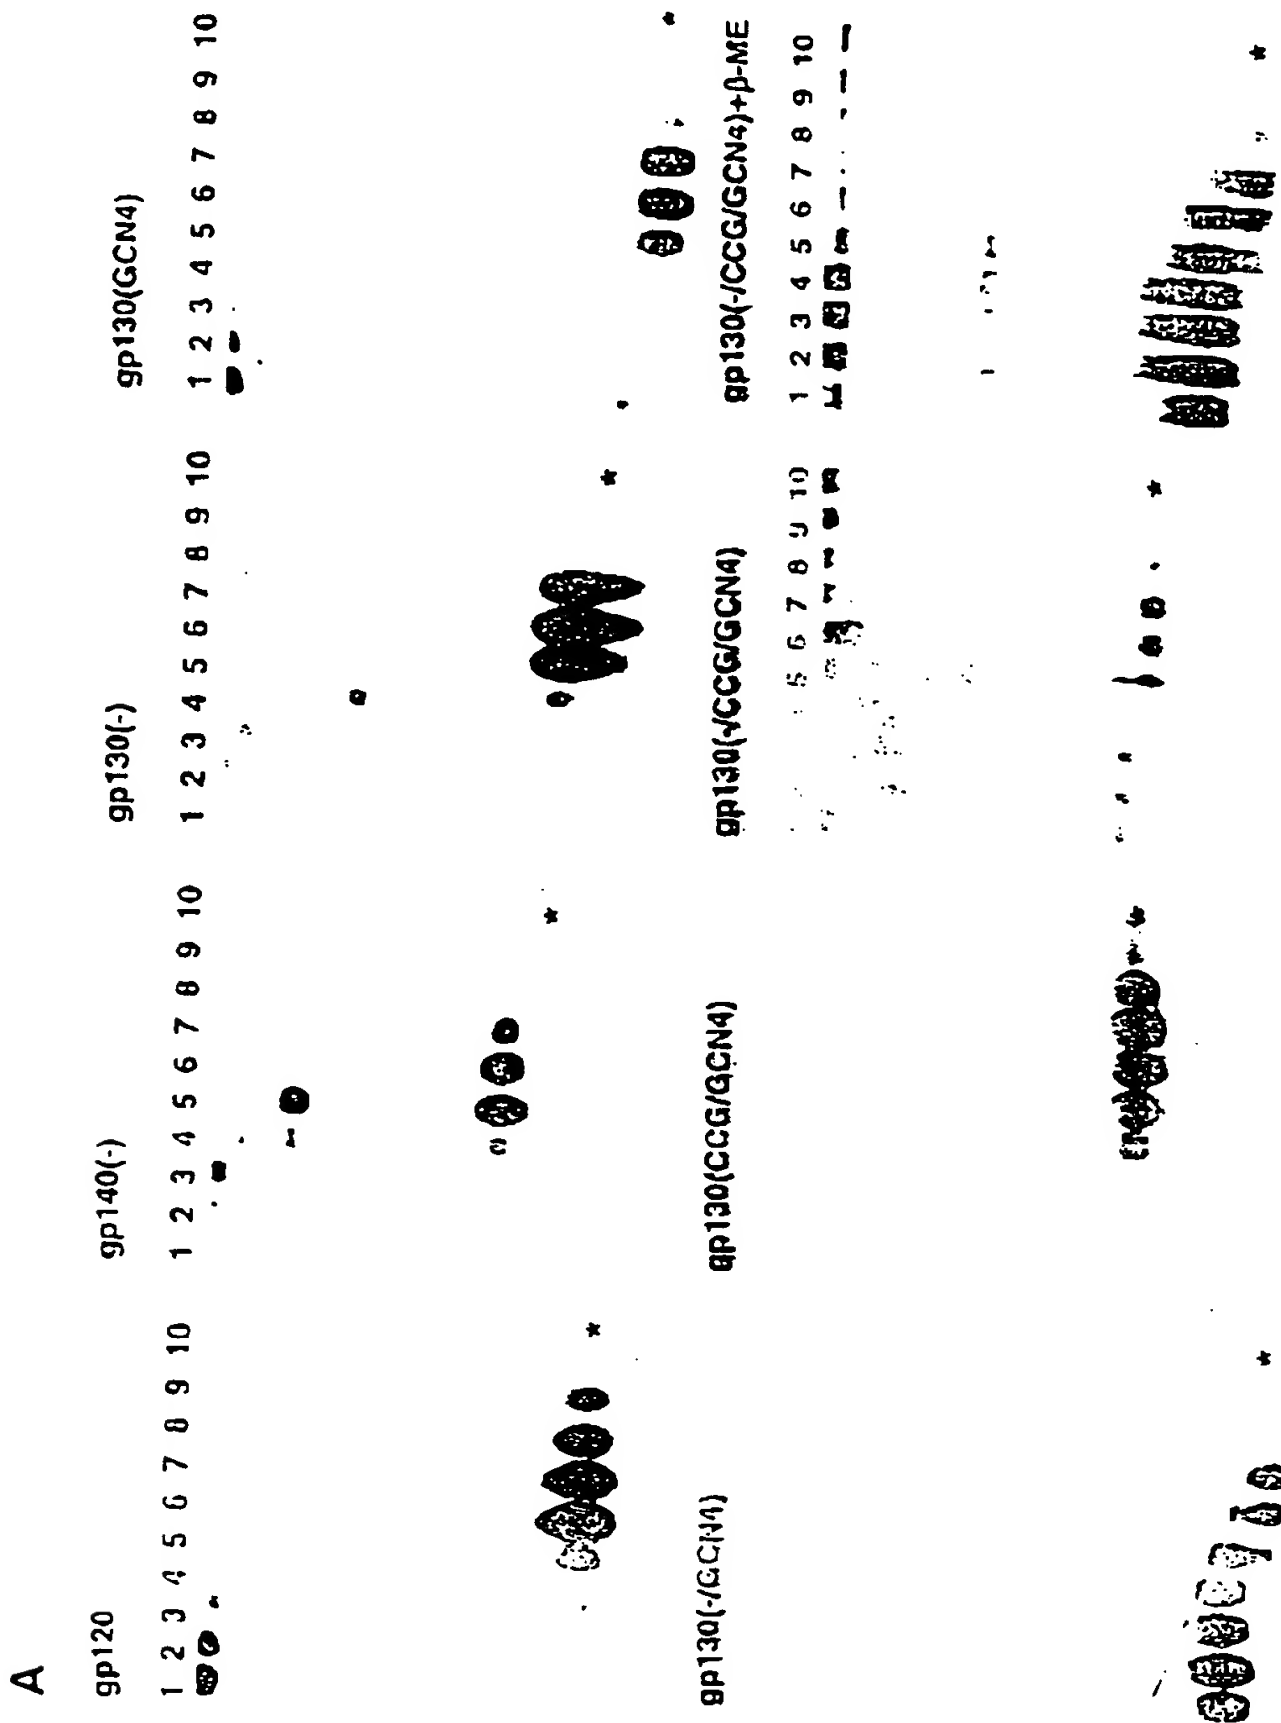 A
gp120
1 2 3 4 5 6 7 8 9 10
*
gp140(-)
1 2 3 4 5 6 7 8 9 10
*
gp130(-)
1 2 3 4 5 6 7 8 9 10
*
gp130(GCN4)
1 2 3 4 5 6 7 8 9 10
*
gp130(-/GCN4)
*
gp130(CCG/GCN4)
*
gp130(-/CCG/GCN4)
5 6 7 8 9 10
*
gp130(-/CCG/GCN4)+β-ME
1 2 3 4 5 6 7 8 9 10
*